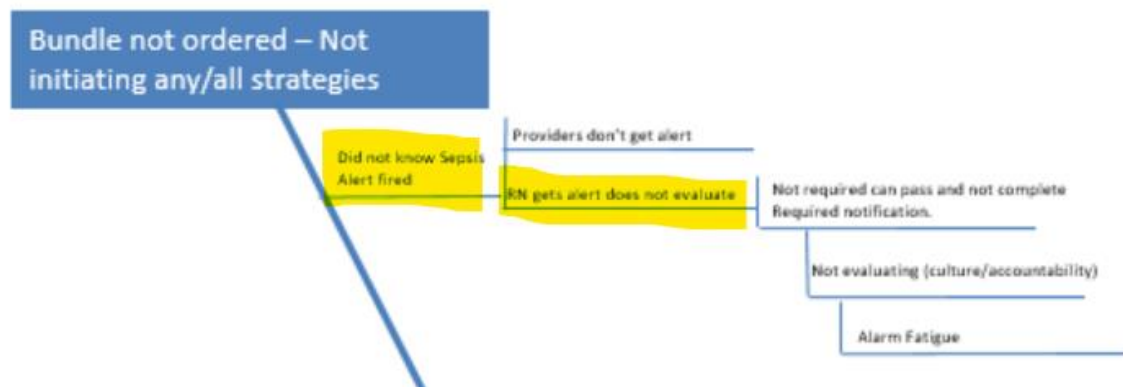 Bundle not ordered – Not
initiating any/all strategies
Providers don't get alert
Did not know Sepsis
Alert fired
RN gets alert does not evaluate
Not required can pass and not complete
Required notification.
Not evaluating (culture/accountability)
Alarm Fatigue